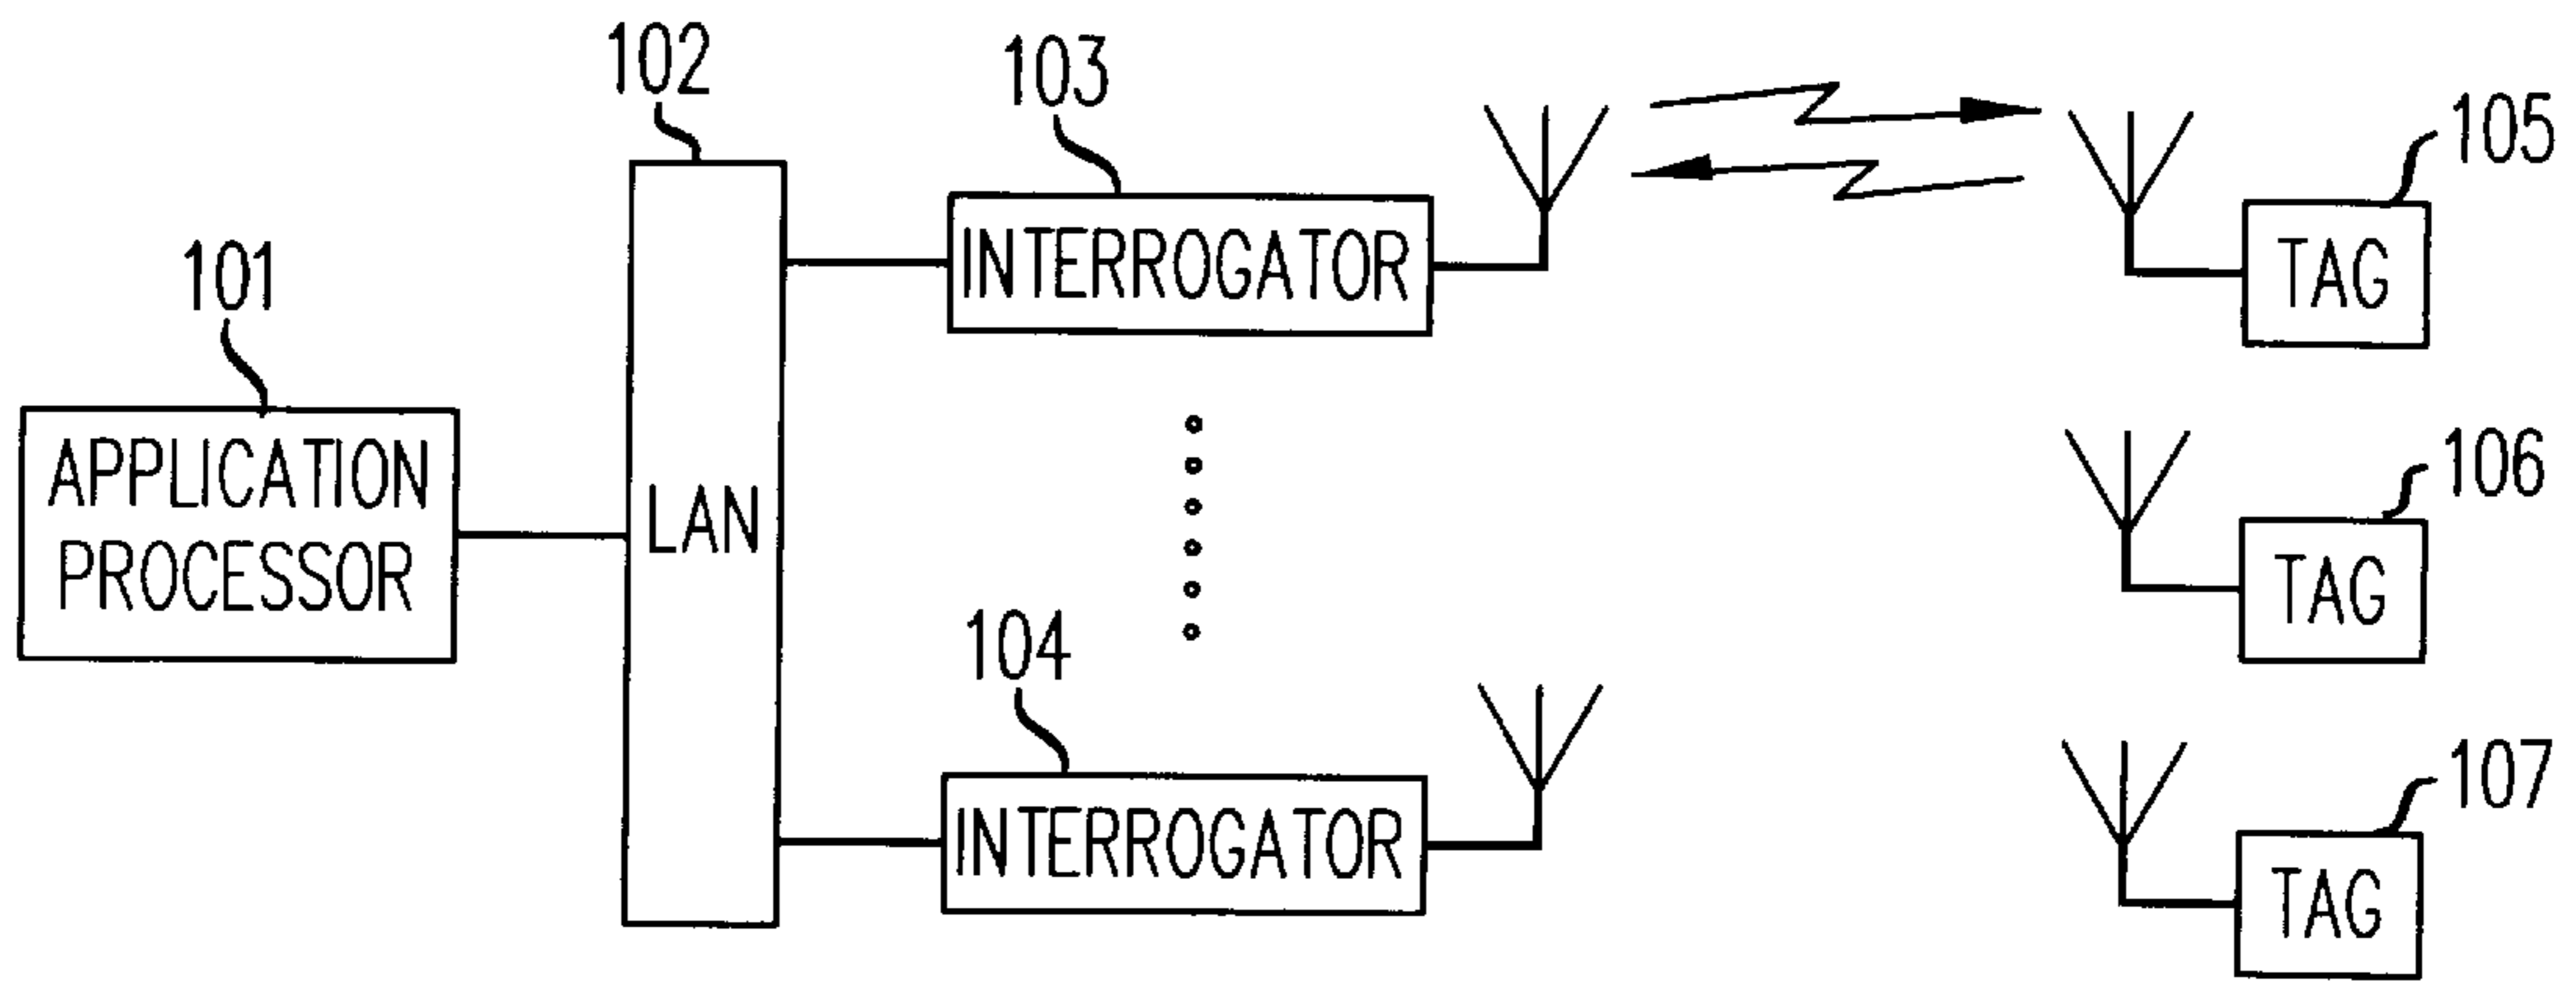 102
103
105
INTERROGATOR
TAG
101
APPLICATION
PROCESSOR
LAN
106
TAG
104
INTERROGATOR
107
TAG